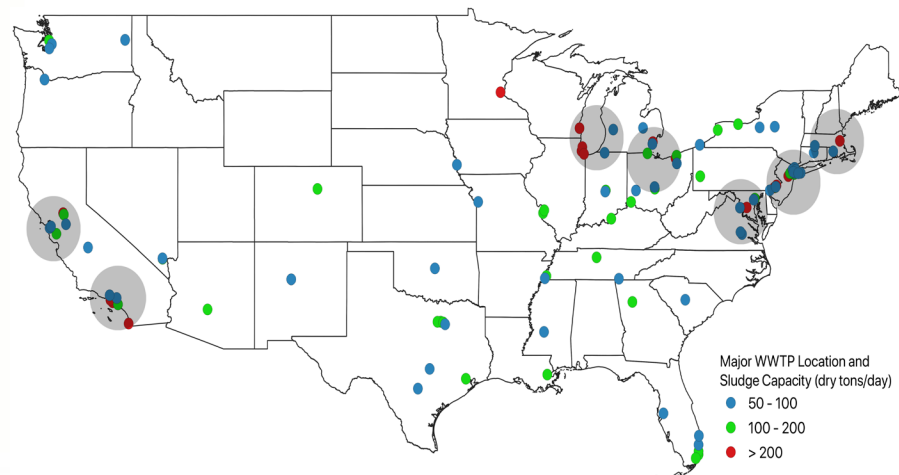 Major WWTP Location and
Sludge Capacity (dry tons/day)
50 - 100
100 - 200
> 200